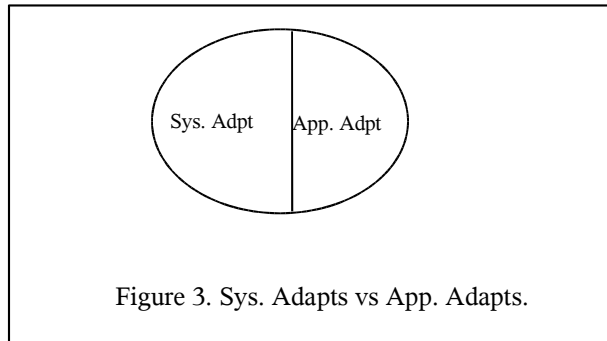 Sys. Adpt App. Adpt
Figure 3. Sys. Adapts vs App. Adapts.